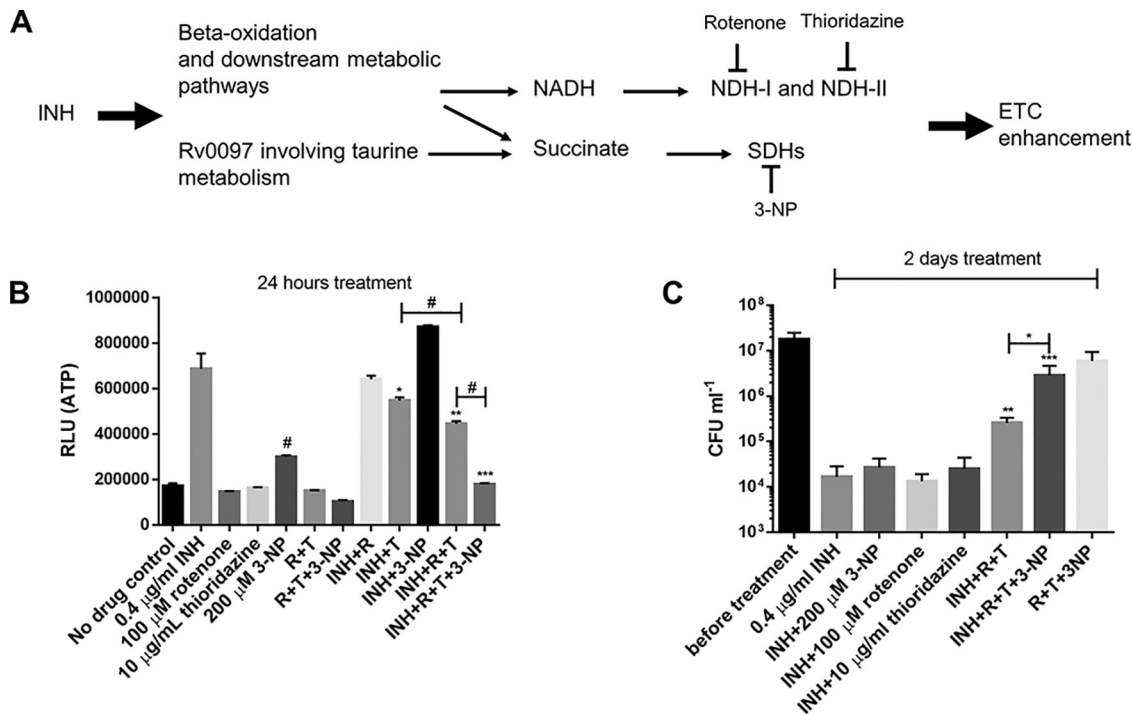 A
Beta-oxidation
and downstream metabolic
pathways
Rotenone
Thioridazine
INH
NADH
NDH-I and NDH-II
ETC
enhancement
Rv0097 involving taurine
metabolism
Succinate
SDHs
3-NP
B
24 hours treatment
RLU (ATP)
1000000
800000
600000
400000
200000
0
#
*
#
**
#
***
No drug control
0.4 μg/ml INH
100 μM rotenone
10 μg/mL thioridazine
200 μM 3-NP
R+T
R+T+3-NP
INH+R
INH+T
INH+3-NP
INH+R+T
INH+R+T+3-NP
C
2 days treatment
CFU ml⁻¹
10⁸
10⁷
10⁶
10⁵
10⁴
10³
**
*
***
before treatment
0.4 μg/ml INH
INH+200 μM 3-NP
INH+100 μM rotenone
INH+10 μg/ml thioridazine
INH+R+T
INH+R+T+3-NP
R+T+3NP